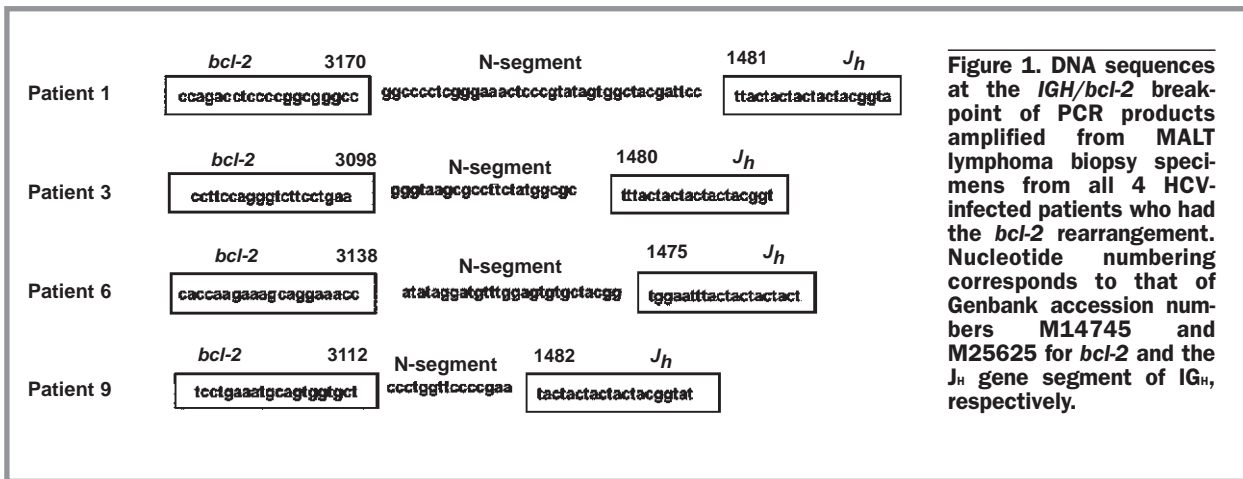 bcl-2 3170 N-segment 1481 Jh
Patient 1 ccagacctccccggcgggcc ggcccctcgggaaactcccgtatagtggctacgattcc ttactactactactacggta
bcl-2 3098 N-segment 1480 Jh
Patient 3 ccttccagggtcttcctgaa gggtaagcgccttctatggcgc tttactactactactacggt
bcl-2 3138 N-segment 1475 Jh
Patient 6 caccaagaaagcaggaaacc atataggatgtttggagtgtgctacgg tggaatttactactactact
bcl-2 3112 N-segment 1482 Jh
Patient 9 tcctgaaatgcagtggtgct ccctggttccccgaa tactactactactacggtat
Figure 1. DNA sequences
at the IGH/bcl-2 break-
point of PCR products
amplified from MALT
lymphoma biopsy speci-
mens from all 4 HCV-
infected patients who had
the bcl-2 rearrangement.
Nucleotide numbering
corresponds to that of
Genbank accession num-
bers M14745 and
M25625 for bcl-2 and the
JH gene segment of IGH,
respectively.